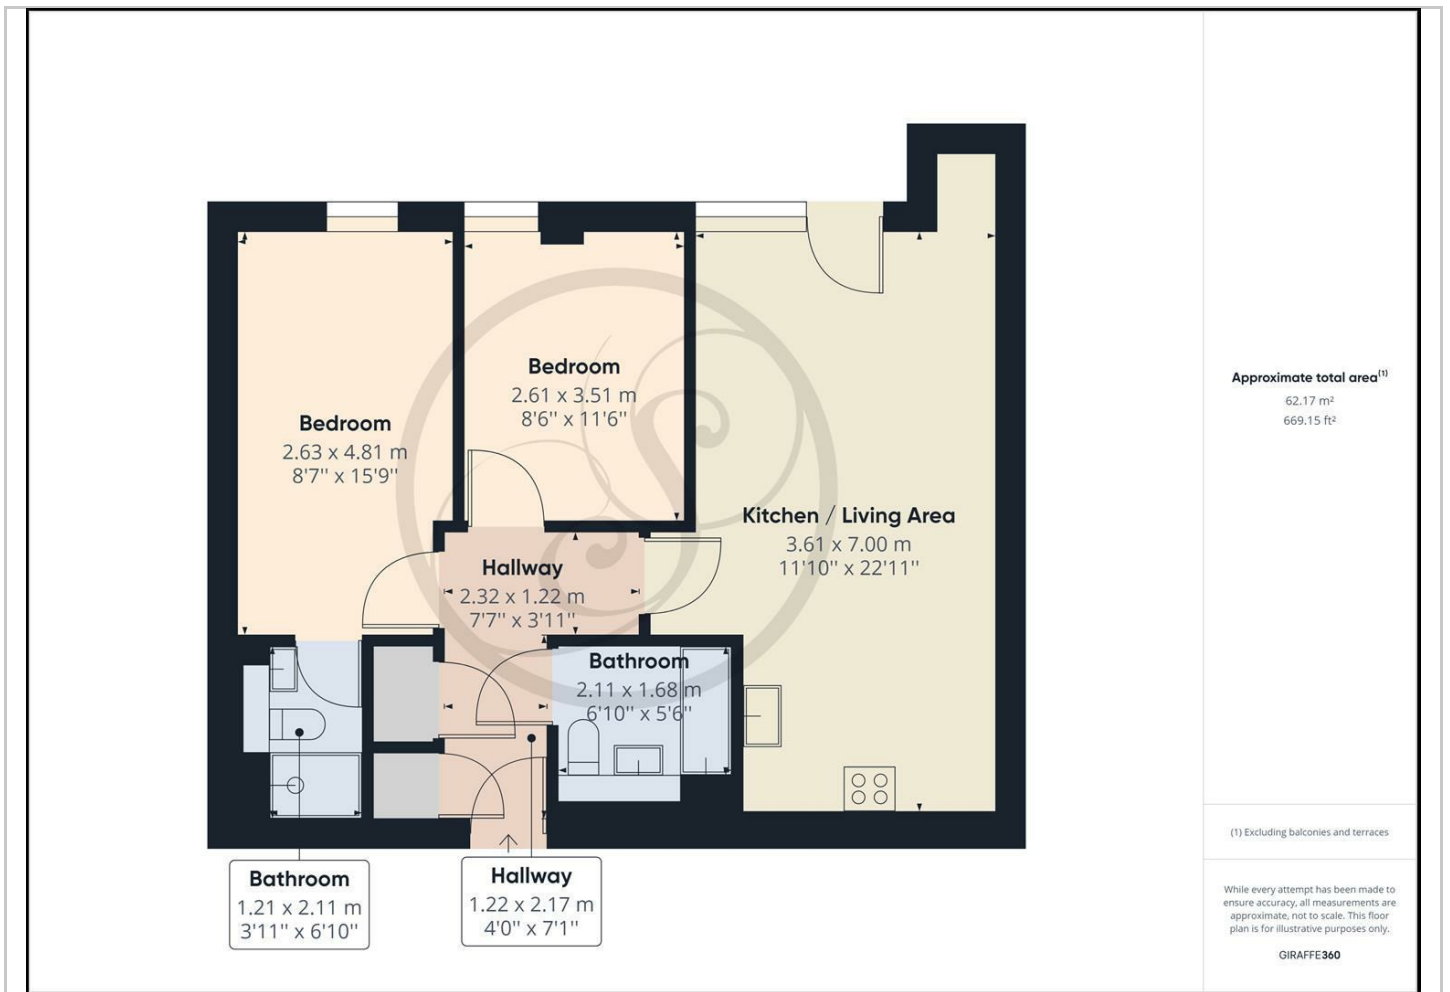 Bedroom
2.63 x 4.81 m
8'7'' x 15'9''
Bedroom
2.61 x 3.51 m
8'6'' x 11'6''
Kitchen / Living Area
3.61 x 7.00 m
11'10'' x 22'11''
Hallway
2.32 x 1.22 m
7'7'' x 3'11''
Bathroom
2.11 x 1.68 m
6'10'' x 5'6''
Bathroom
1.21 x 2.11 m
3'11'' x 6'10''
Hallway
1.22 x 2.17 m
4'0'' x 7'1''
Approximate total area(1)
62.17 m²
669.15 ft²
(1) Excluding balconies and terraces
While every attempt has been made to
ensure accuracy, all measurements are
approximate, not to scale. This floor
plan is for illustrative purposes only.
GIRAFFE360